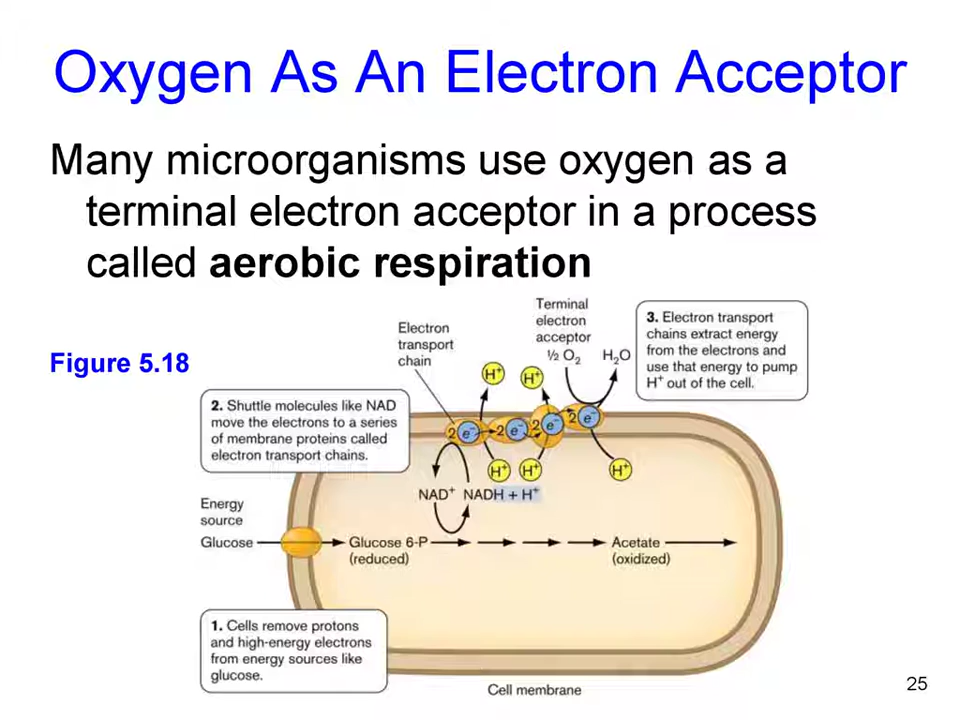 Oxygen As An Electron Acceptor
Many microorganisms use oxygen as a
terminal electron acceptor in a process
called aerobic respiration
Figure 5.18
Electron
transport
chain
Terminal
electron
acceptor
½ O₂
H₂O
3. Electron transport
chains extract energy
from the electrons and
use that energy to pump
H⁺ out of the cell.
2. Shuttle molecules like NAD
move the electrons to a series
of membrane proteins called
electron transport chains.
H⁺
H⁺
2 e⁻
2 e⁻
2 e⁻
2 e⁻
H⁺
H⁺
H⁺
NAD⁺
NADH + H⁺
Energy
source
Glucose
Glucose 6-P
(reduced)
Acetate
(oxidized)
1. Cells remove protons
and high-energy electrons
from energy sources like
glucose.
Cell membrane
25